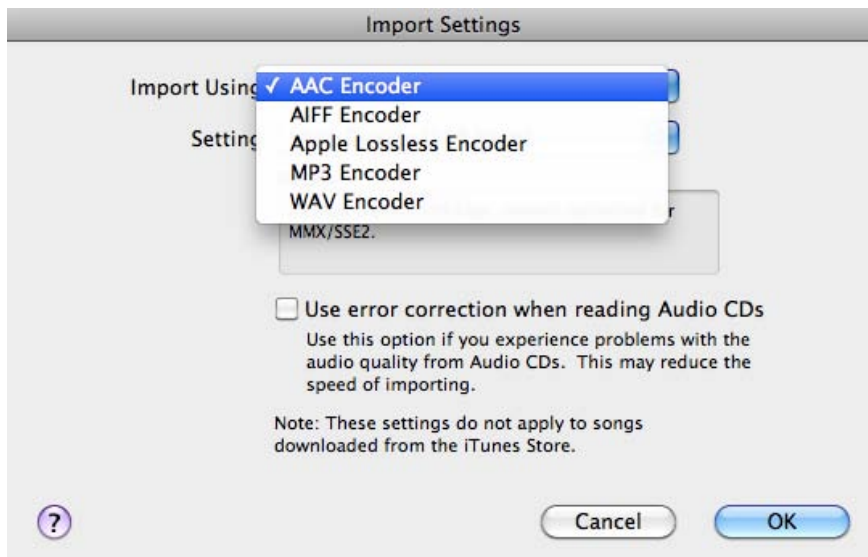 Import Settings
Import Using
✓ AAC Encoder
AIFF Encoder
Apple Lossless Encoder
MP3 Encoder
WAV Encoder
Setting
MMX/SSE2.
Use error correction when reading Audio CDs
Use this option if you experience problems with the
audio quality from Audio CDs. This may reduce the
speed of importing.
Note: These settings do not apply to songs
downloaded from the iTunes Store.
?
Cancel
OK